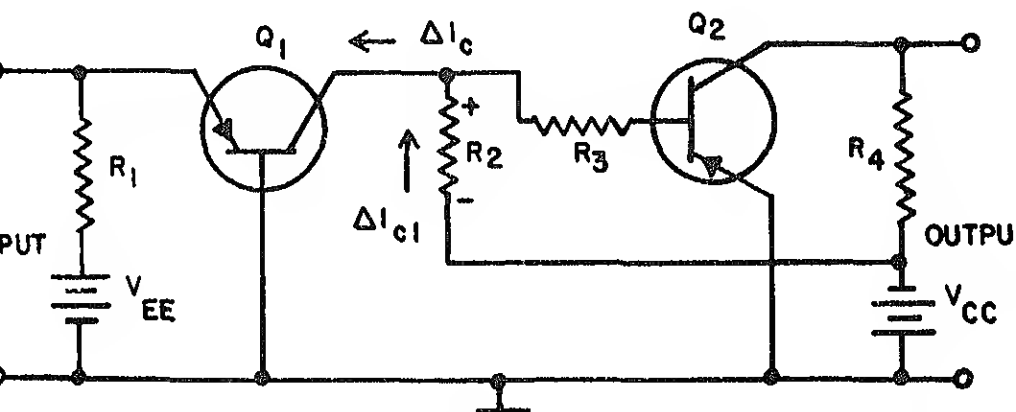 Q1
ΔIc
Q2
+
R1
R2
R3
R4
-
ΔIc1
PUT
OUTPU
VEE
VCC